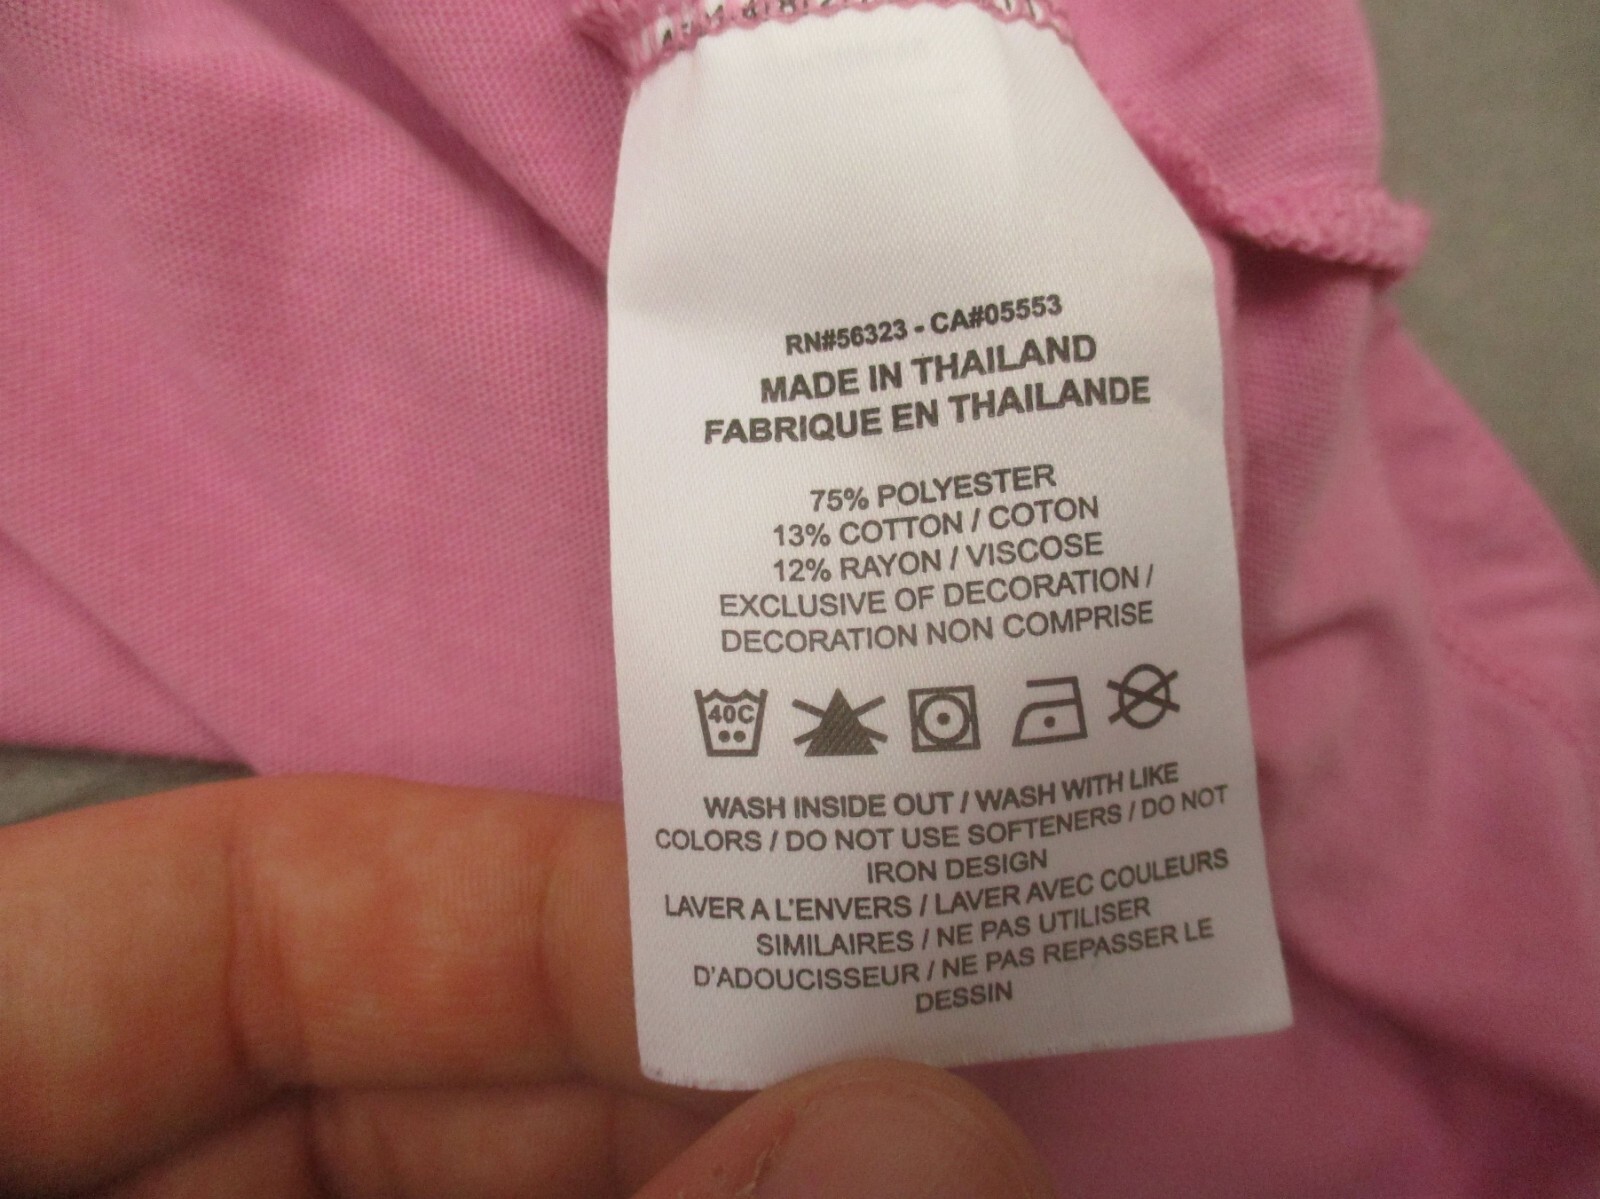 RN#56323 - CA#05553
MADE IN THAILAND
FABRIQUE EN THAILANDE
75% POLYESTER
13% COTTON / COTON
12% RAYON / VISCOSE
EXCLUSIVE OF DECORATION /
DECORATION NON COMPRISE
40C
WASH INSIDE OUT / WASH WITH LIKE
COLORS / DO NOT USE SOFTENERS / DO NOT
IRON DESIGN
LAVER A L'ENVERS / LAVER AVEC COULEURS
SIMILAIRES / NE PAS UTILISER
D'ADOUCISSEUR / NE PAS REPASSER LE
DESSIN